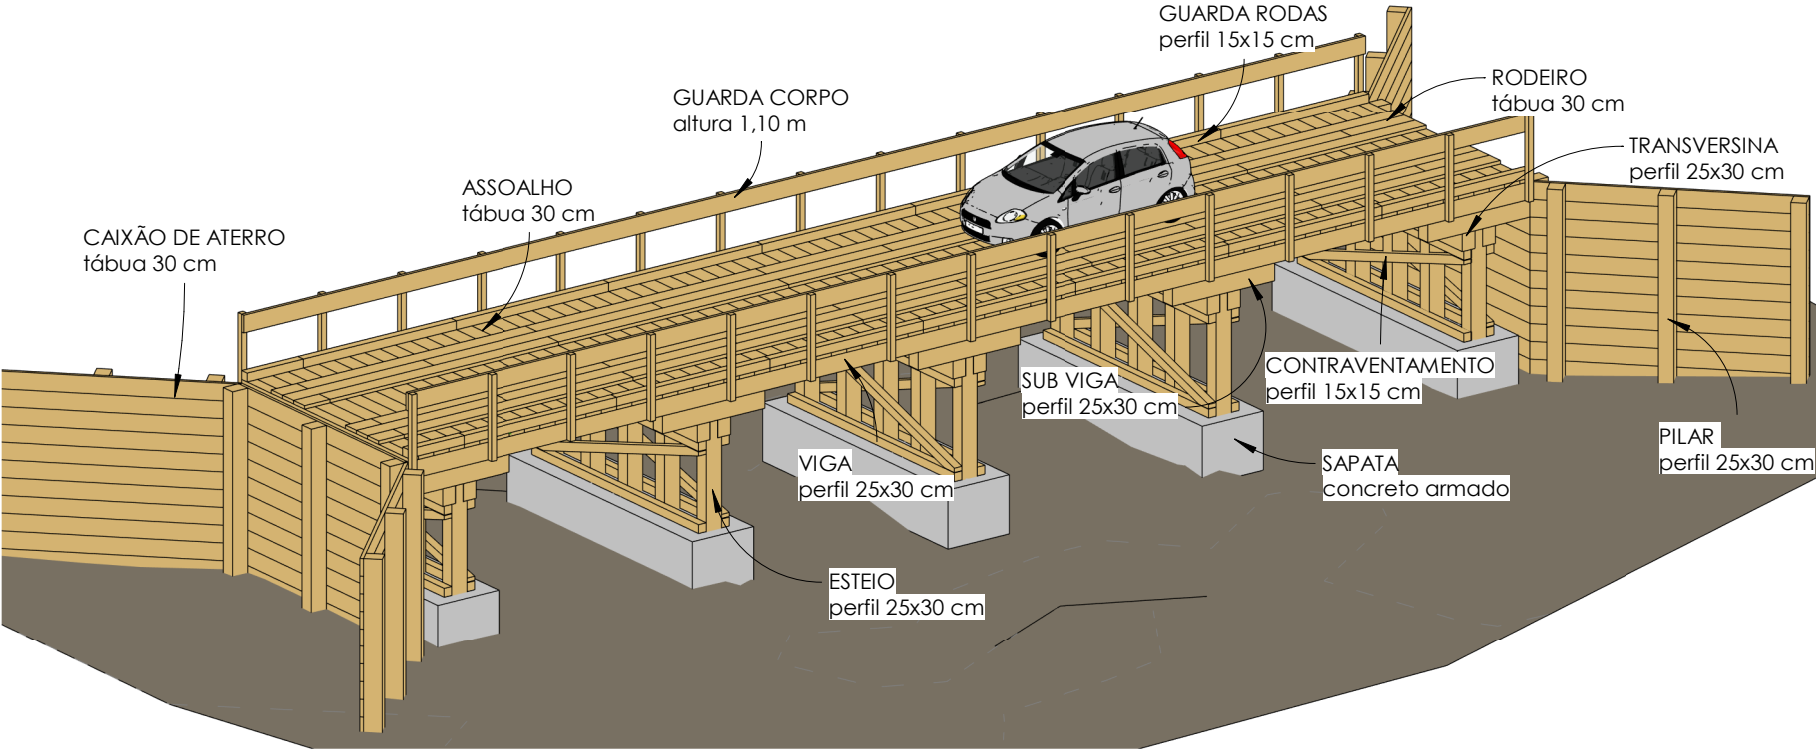 GUARDA RODAS
perfil 15x15 cm
RODEIRO
tábua 30 cm
GUARDA CORPO
altura 1,10 m
TRANSVERSINA
perfil 25x30 cm
ASSOALHO
tábua 30 cm
CAIXÃO DE ATERRO
tábua 30 cm
SUB VIGA
perfil 25x30 cm
CONTRAVENTAMENTO
perfil 15x15 cm
PILAR
perfil 25x30 cm
VIGA
perfil 25x30 cm
SAPATA
concreto armado
ESTEIO
perfil 25x30 cm